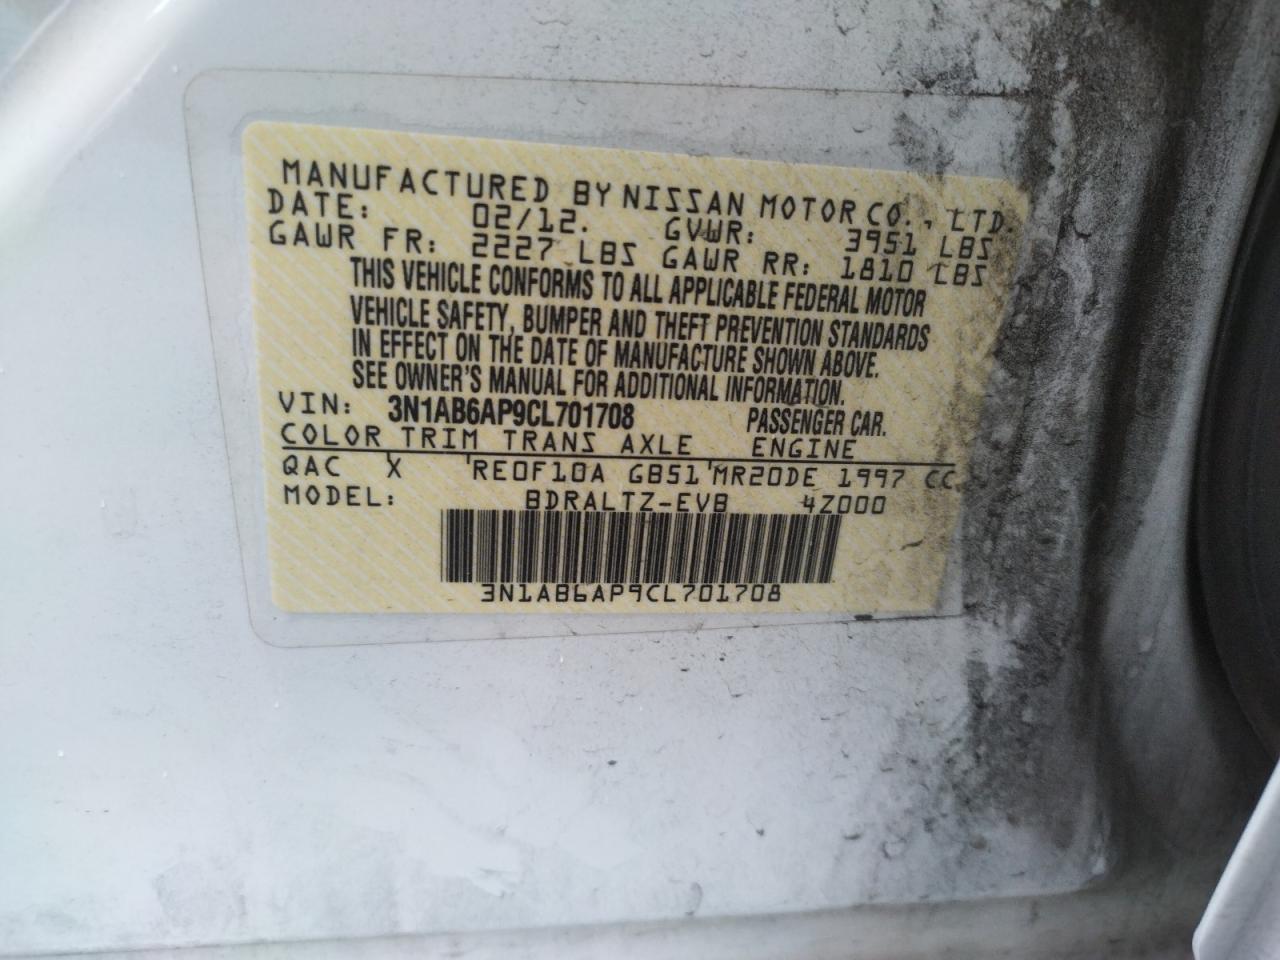 MANUFACTURED BY NISSAN MOTOR CO., LTD.
DATE: 02/12. GVWR: 3951 LBS
GAWR FR: 2227 LBS GAWR RR: 1810 LBS
THIS VEHICLE CONFORMS TO ALL APPLICABLE FEDERAL MOTOR
VEHICLE SAFETY, BUMPER AND THEFT PREVENTION STANDARDS
IN EFFECT ON THE DATE OF MANUFACTURE SHOWN ABOVE.
SEE OWNER'S MANUAL FOR ADDITIONAL INFORMATION.
VIN: 3N1AB6AP9CL701708 PASSENGER CAR.
COLOR TRIM TRANS AXLE ENGINE
QAC X RE0F10A GB51 MR20DE 1997 CC
MODEL: BDRALTZ-EVB 4Z000
3N1AB6AP9CL701708